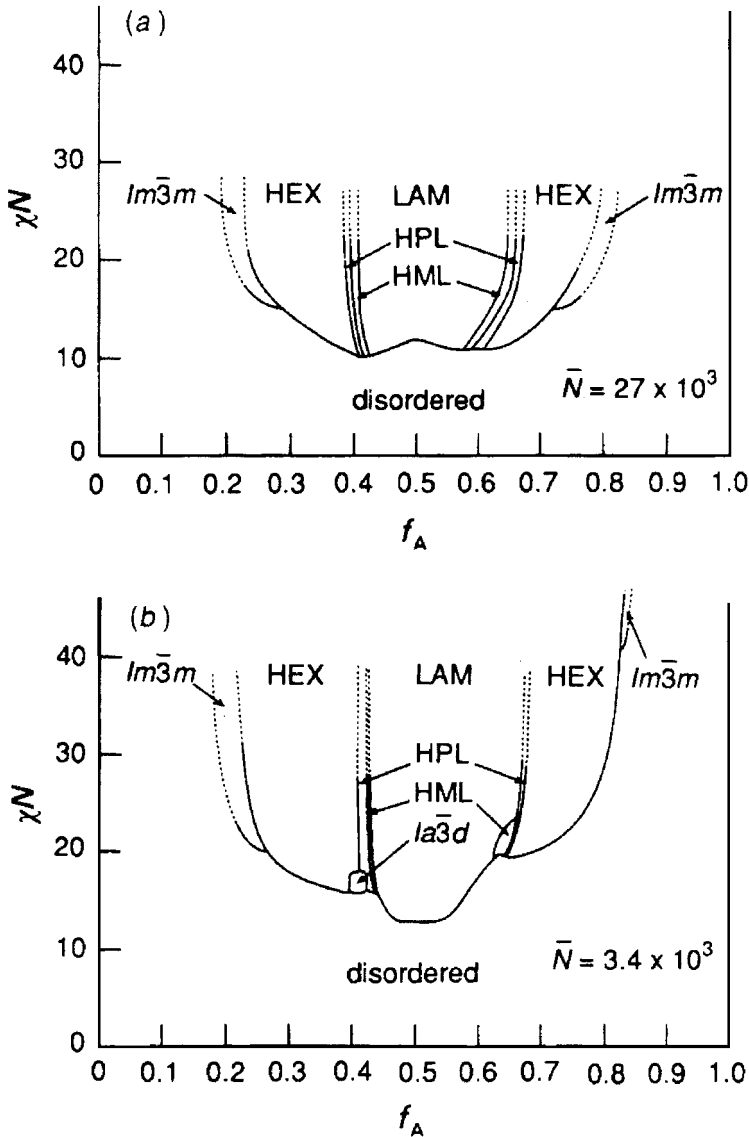 (a)
40
30
20
10
0
χN
Im3̄m
HEX
LAM
HEX
Im3̄m
HPL
HML
disordered
N̄ = 27 x 10³
0 0.1 0.2 0.3 0.4 0.5 0.6 0.7 0.8 0.9 1.0
f_A
(b)
40
30
20
10
0
χN
Im3̄m
HEX
LAM
HEX
Im3̄m
HPL
HML
Ia3̄d
disordered
N̄ = 3.4 x 10³
0 0.1 0.2 0.3 0.4 0.5 0.6 0.7 0.8 0.9 1.0
f_A